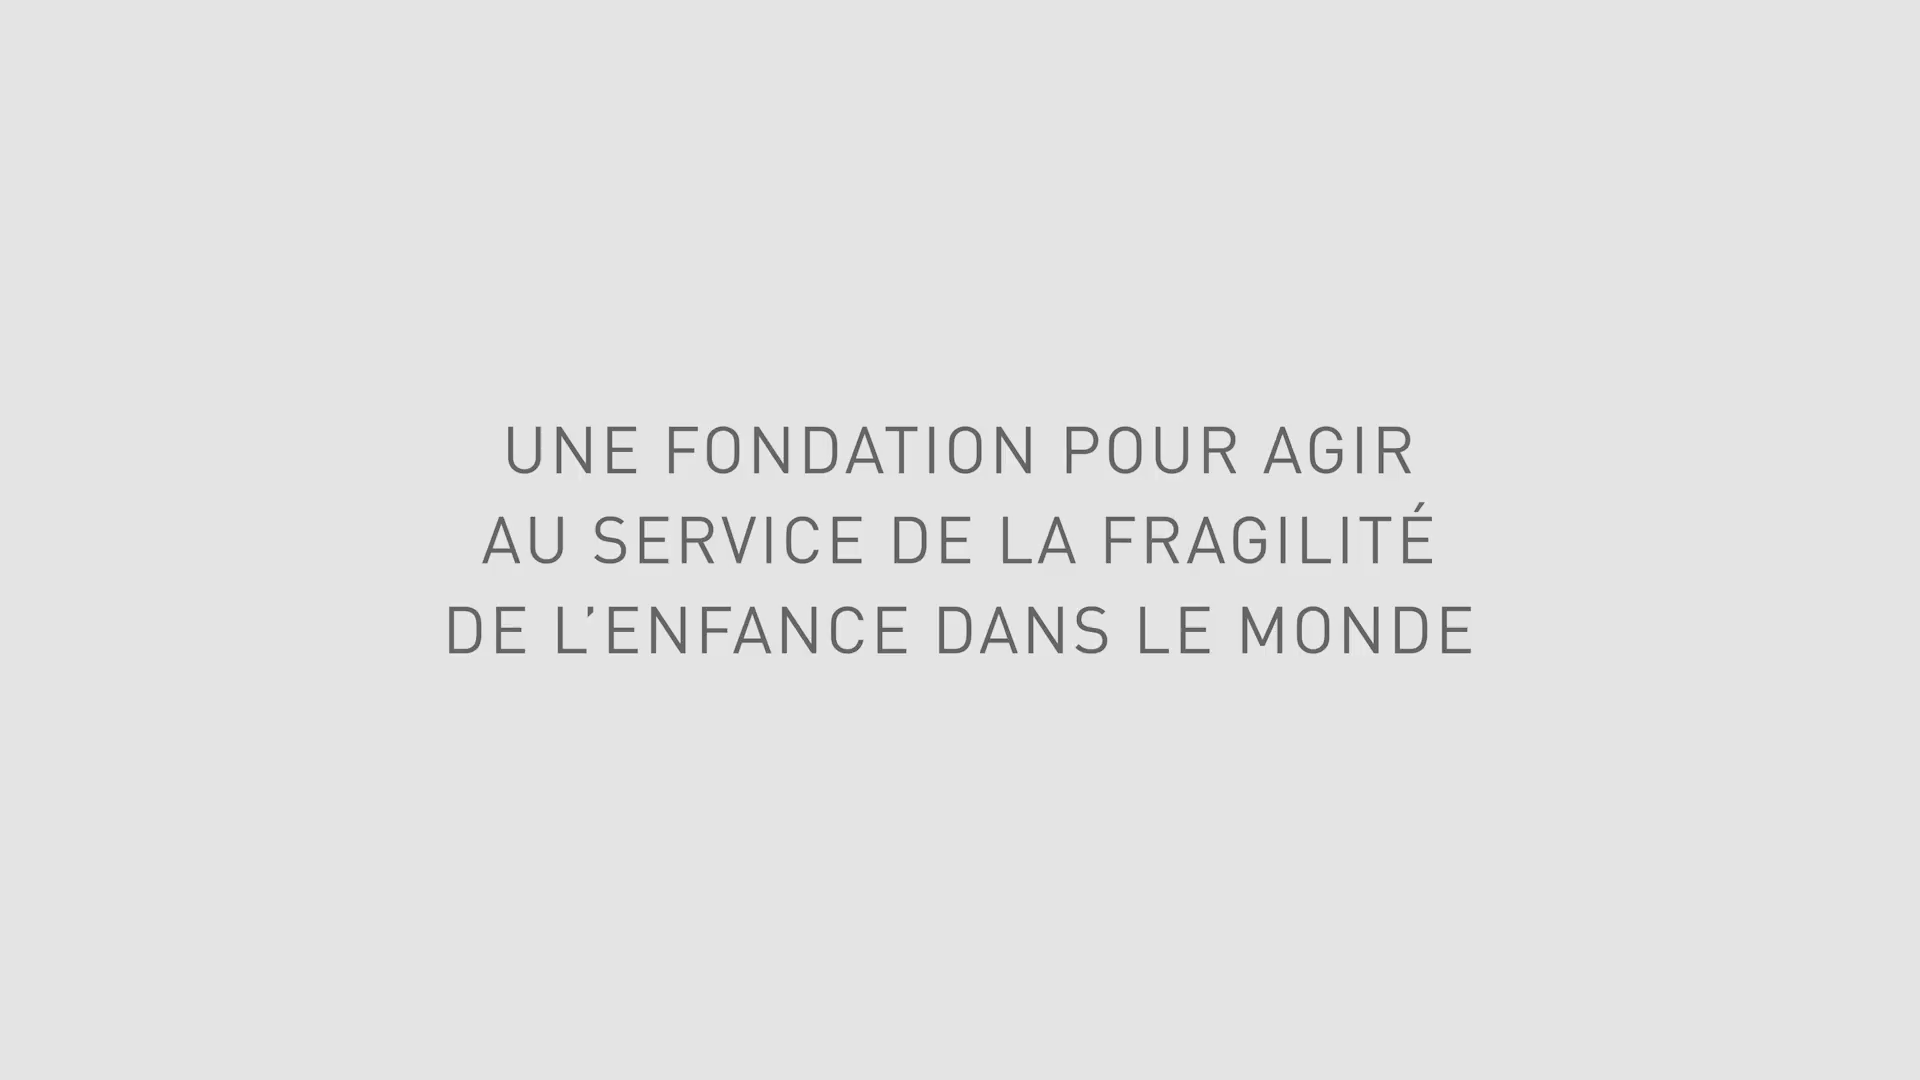 UNE FONDATION POUR AGIR
AU SERVICE DE LA FRAGILITÉ
DE L’ENFANCE DANS LE MONDE